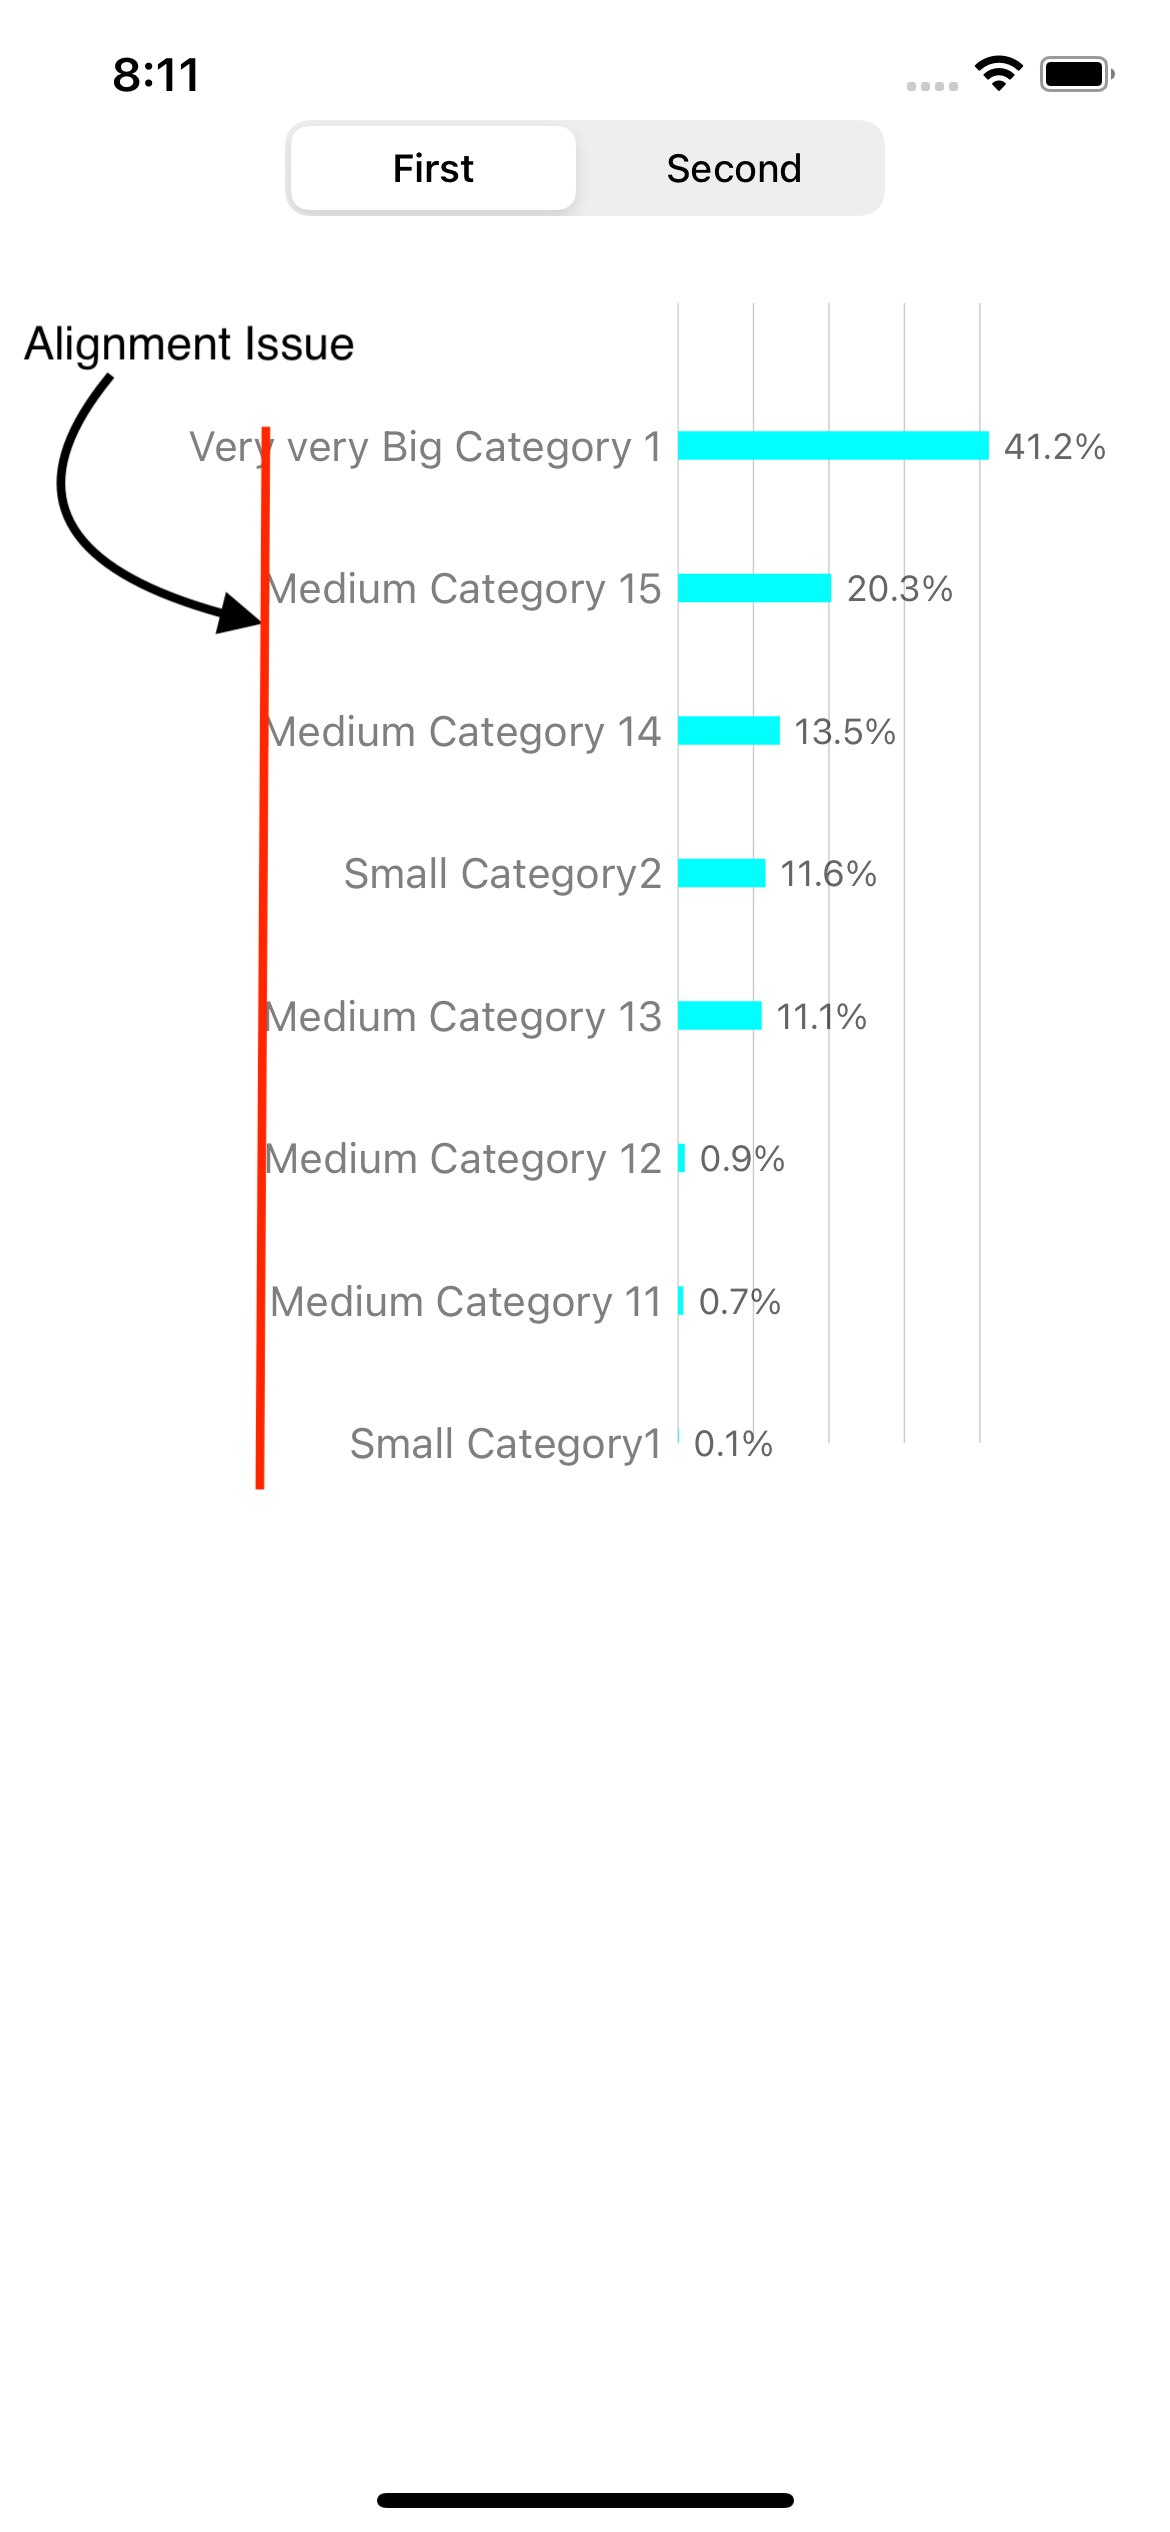 8:11
First Second
Alignment Issue
Very very Big Category 1 41.2%
Medium Category 15 20.3%
Medium Category 14 13.5%
Small Category2 11.6%
Medium Category 13 11.1%
Medium Category 12 0.9%
Medium Category 11 0.7%
Small Category1 0.1%